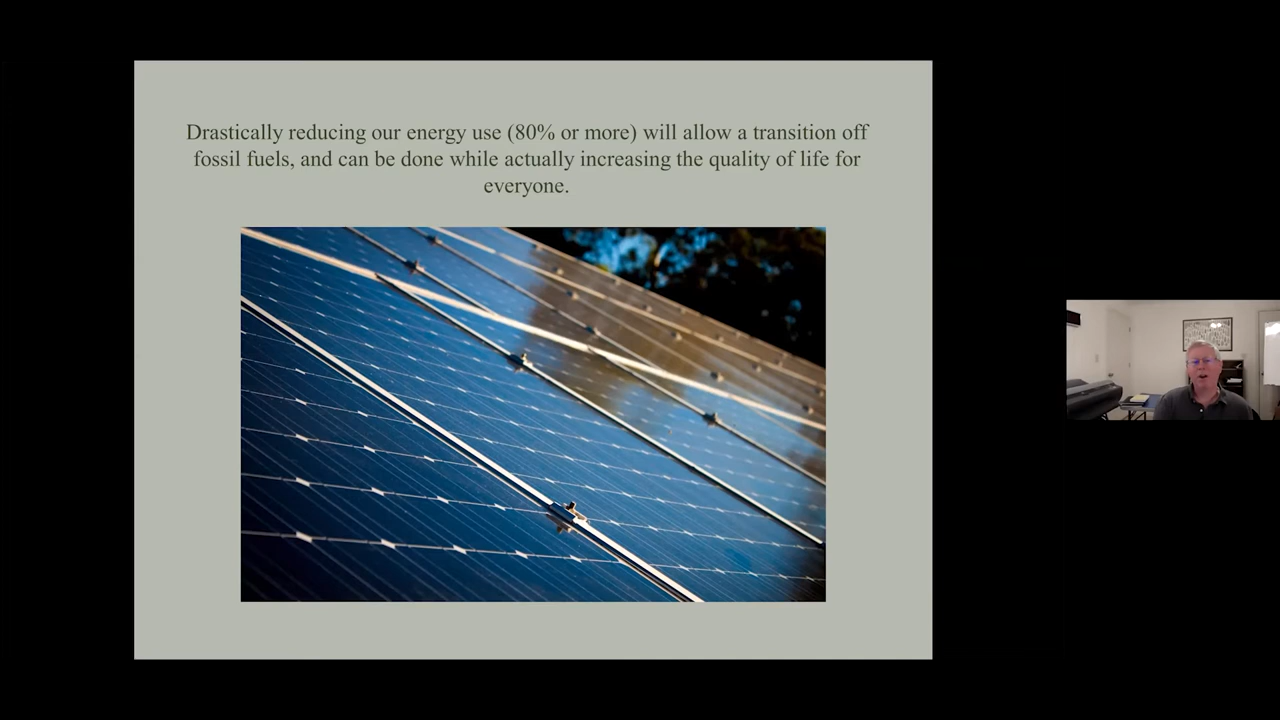 Drastically reducing our energy use (80% or more) will allow a transition off
fossil fuels, and can be done while actually increasing the quality of life for
everyone.